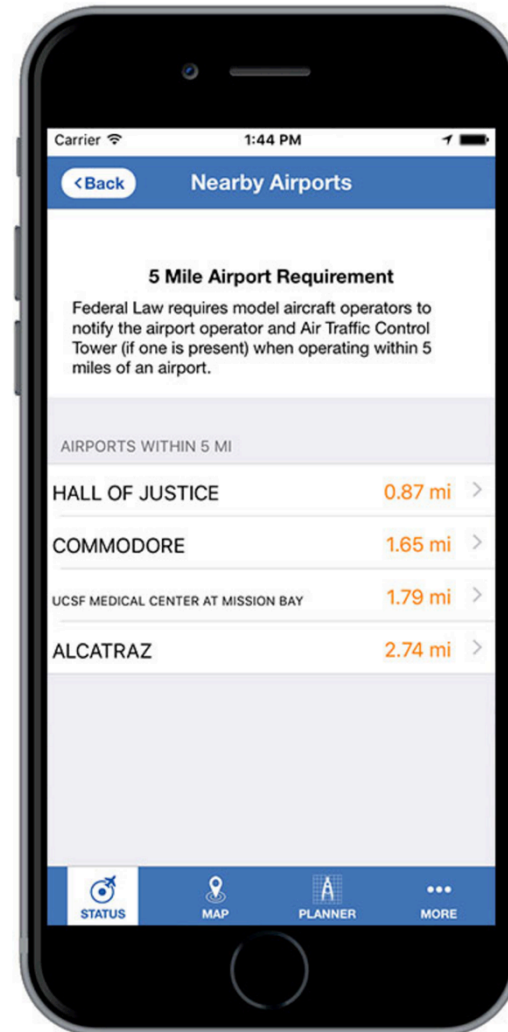 Carrier 1:44 PM
<Back Nearby Airports
5 Mile Airport Requirement
Federal Law requires model aircraft operators to
notify the airport operator and Air Traffic Control
Tower (if one is present) when operating within 5
miles of an airport.
AIRPORTS WITHIN 5 MI
HALL OF JUSTICE 0.87 mi >
COMMODORE 1.65 mi >
UCSF MEDICAL CENTER AT MISSION BAY 1.79 mi >
ALCATRAZ 2.74 mi >
STATUS MAP PLANNER MORE